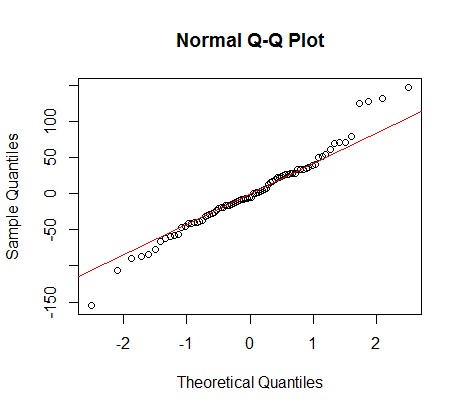 Normal Q-Q Plot
Sample Quantiles
100
50
0
-50
-150
-2 -1 0 1 2
Theoretical Quantiles